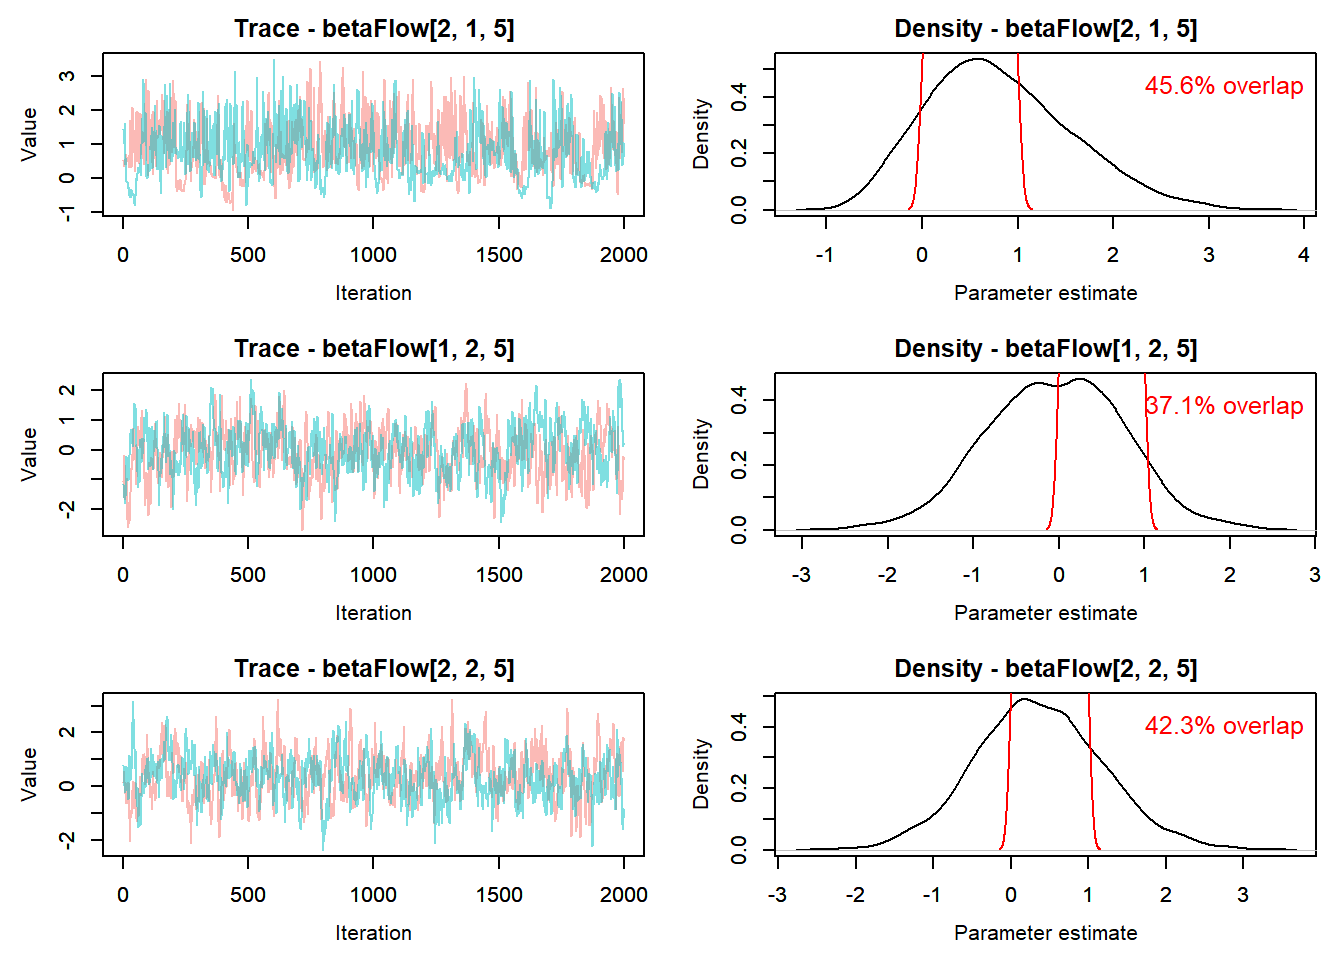 Trace - betaFlow[2, 1, 5]
Value
-1 0 1 2 3
0 500 1000 1500 2000
Iteration
Density - betaFlow[2, 1, 5]
45.6% overlap
Density
0.0 0.2 0.4
-1 0 1 2 3 4
Parameter estimate
Trace - betaFlow[1, 2, 5]
Value
-2 0 1 2
0 500 1000 1500 2000
Iteration
Density - betaFlow[1, 2, 5]
37.1% overlap
Density
0.0 0.2 0.4
-3 -2 -1 0 1 2 3
Parameter estimate
Trace - betaFlow[2, 2, 5]
Value
-2 0 2
0 500 1000 1500 2000
Iteration
Density - betaFlow[2, 2, 5]
42.3% overlap
Density
0.0 0.2 0.4
-3 -2 -1 0 1 2 3
Parameter estimate